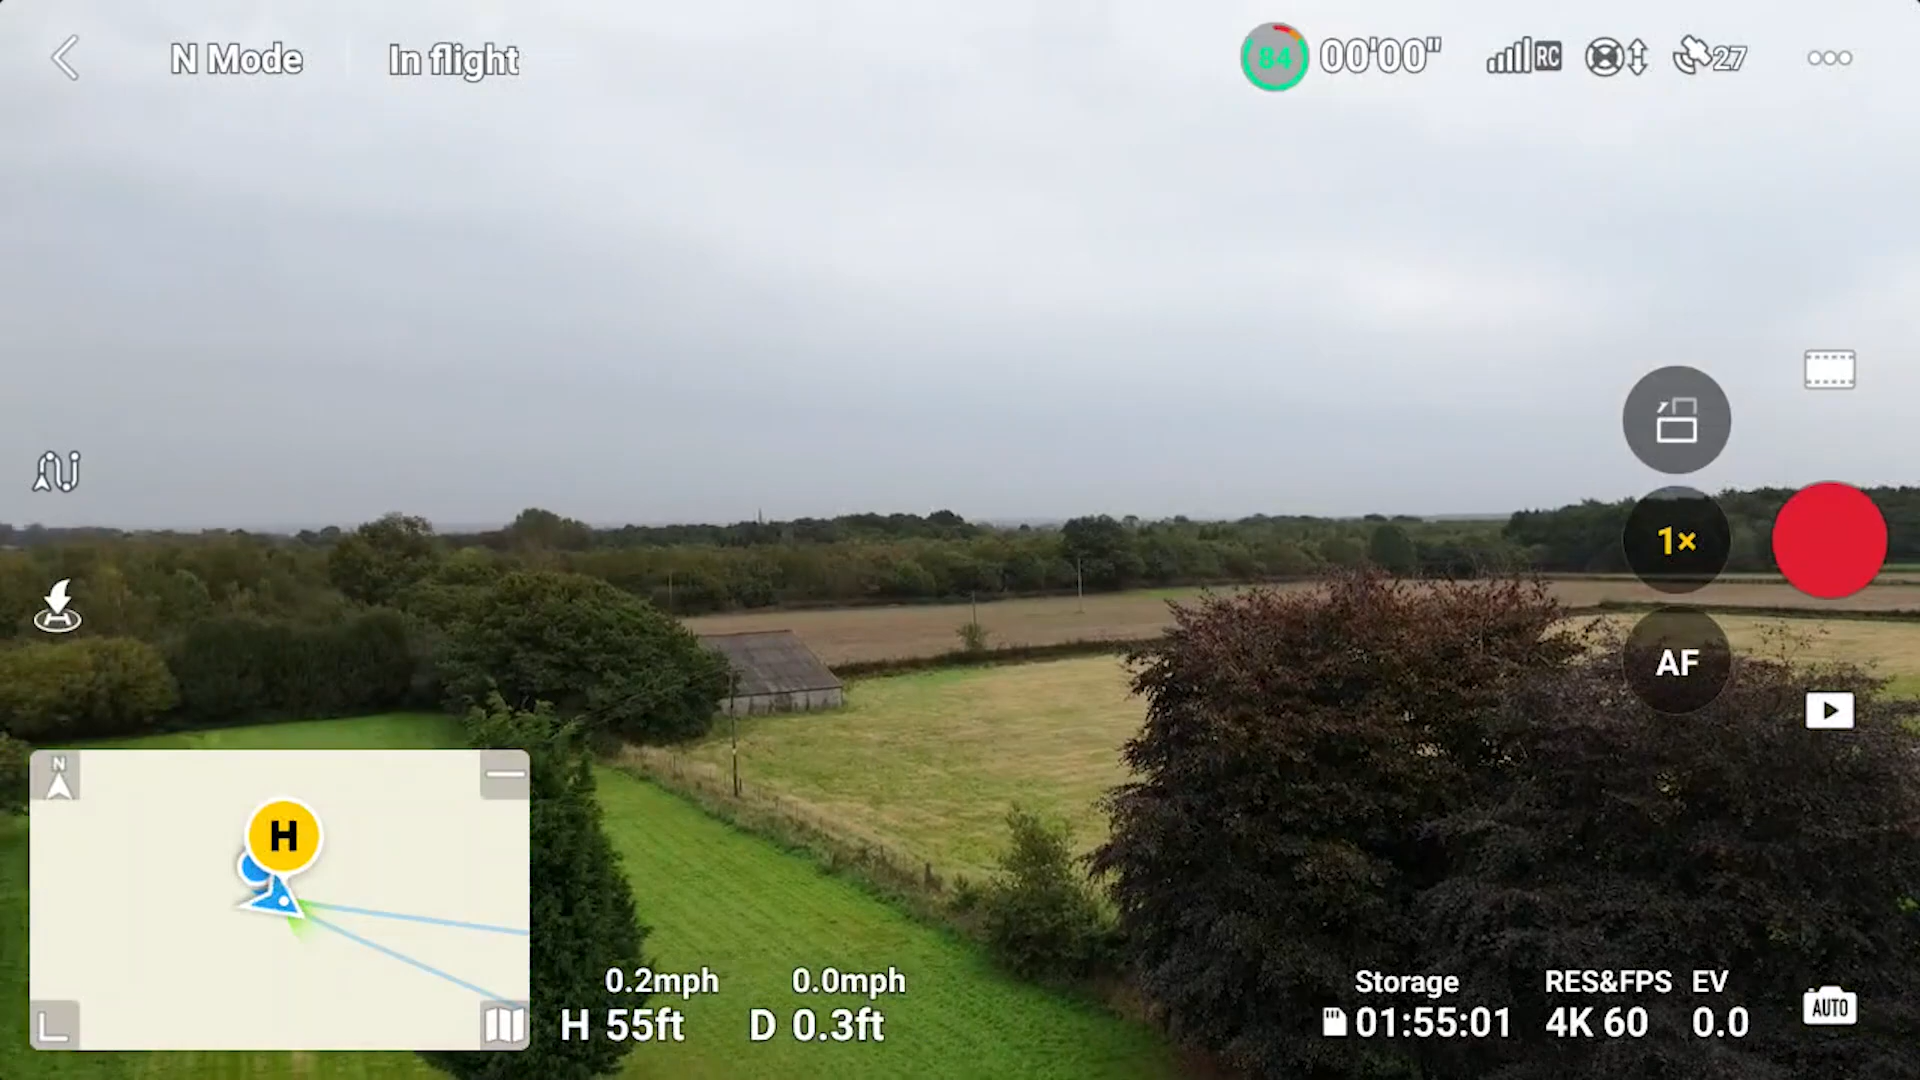 N Mode In flight 84 00'00" RC 27
1×
AF
N
H
0.2mph 0.0mph
H 55ft D 0.3ft
Storage RES&FPS EV
01:55:01 4K 60 0.0
AUTO